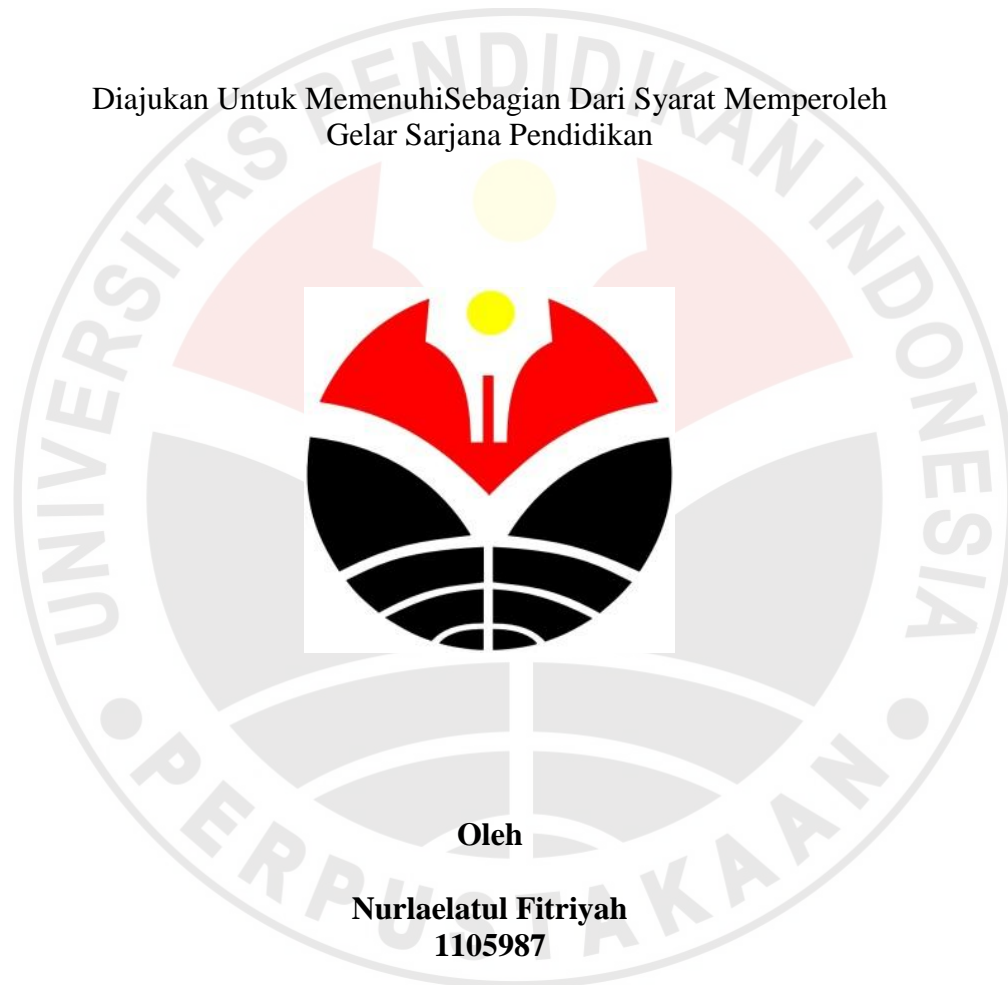 Diajukan Untuk MemenuhiSebagian Dari Syarat Memperoleh
Gelar Sarjana Pendidikan
UNIVERSITAS PENDIDIKAN INDONESIA
Oleh
Nurlaelatul Fitriyah
1105987
PERPUSTAKAAN